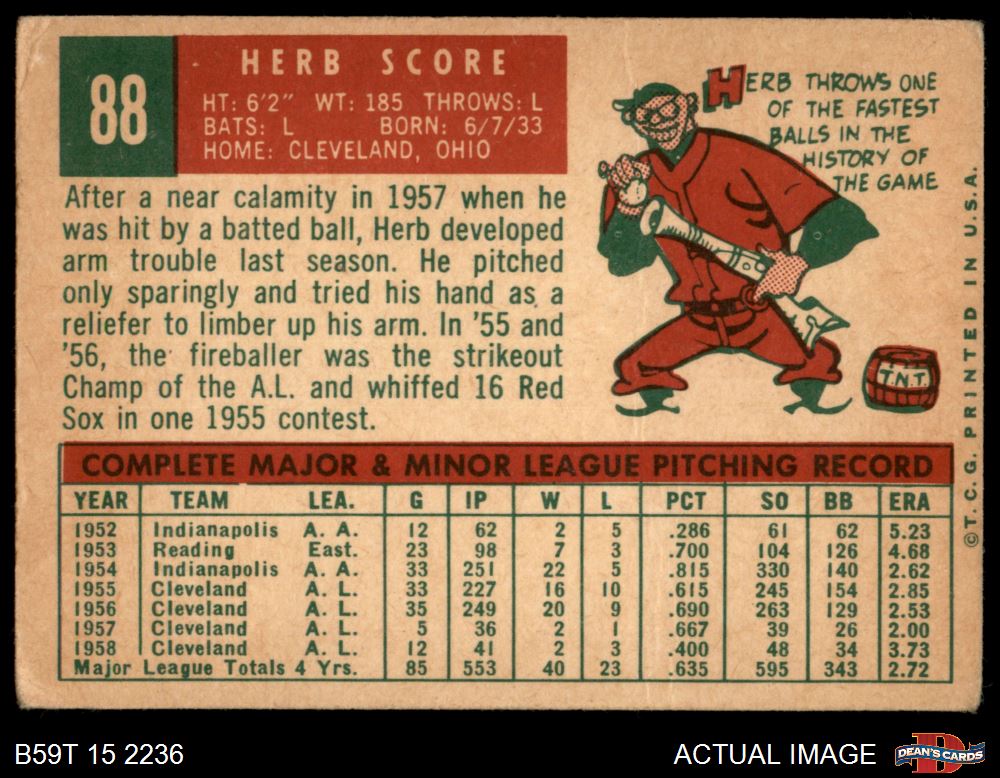 88
HERB SCORE
HT: 6'2" WT: 185 THROWS: L
BATS: L BORN: 6/7/33
HOME: CLEVELAND, OHIO
After a near calamity in 1957 when he
was hit by a batted ball, Herb developed
arm trouble last season. He pitched
only sparingly and tried his hand as a
reliefer to limber up his arm. In '55 and
'56, the fireballer was the strikeout
Champ of the A.L. and whiffed 16 Red
Sox in one 1955 contest.
HERB THROWS ONE
OF THE FASTEST
BALLS IN THE
HISTORY OF
THE GAME
T.N.T.
©T. C. G. PRINTED IN U.S.A.
COMPLETE MAJOR & MINOR LEAGUE PITCHING RECORD
YEAR TEAM LEA. G IP W L PCT SO BB ERA
1952 Indianapolis A. A. 12 62 2 5 .286 61 62 5.23
1953 Reading East. 23 98 7 3 .700 104 126 4.68
1954 Indianapolis A. A. 33 251 22 5 .815 330 140 2.62
1955 Cleveland A. L. 33 227 16 10 .615 245 154 2.85
1956 Cleveland A. L. 35 249 20 9 .690 263 129 2.53
1957 Cleveland A. L. 5 36 2 1 .667 39 26 2.00
1958 Cleveland A. L. 12 41 2 3 .400 48 34 3.73
Major League Totals 4 Yrs. 85 553 40 23 .635 595 343 2.72
B59T 15 2236
ACTUAL IMAGE
DEAN'S CARDS